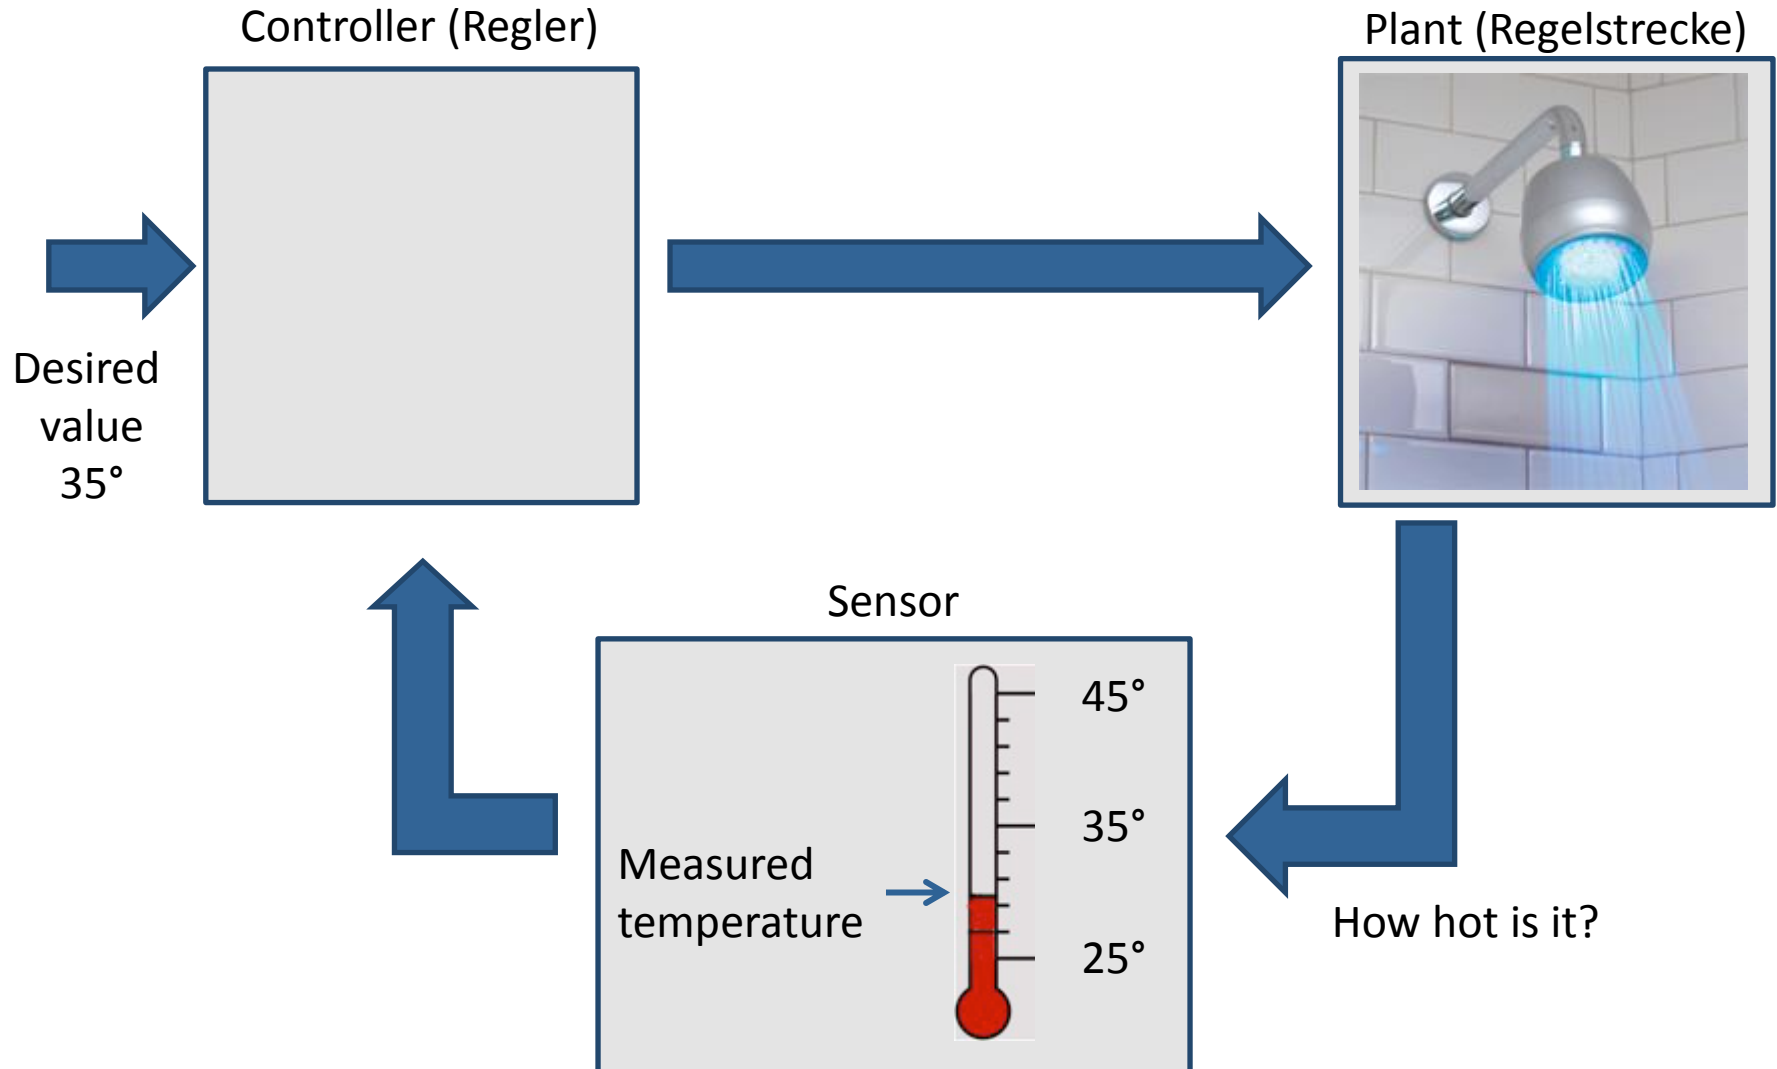 Controller (Regler)
Plant (Regelstrecke)
Desired
value
35°
Sensor
45°
35°
Measured
temperature
25°
How hot is it?